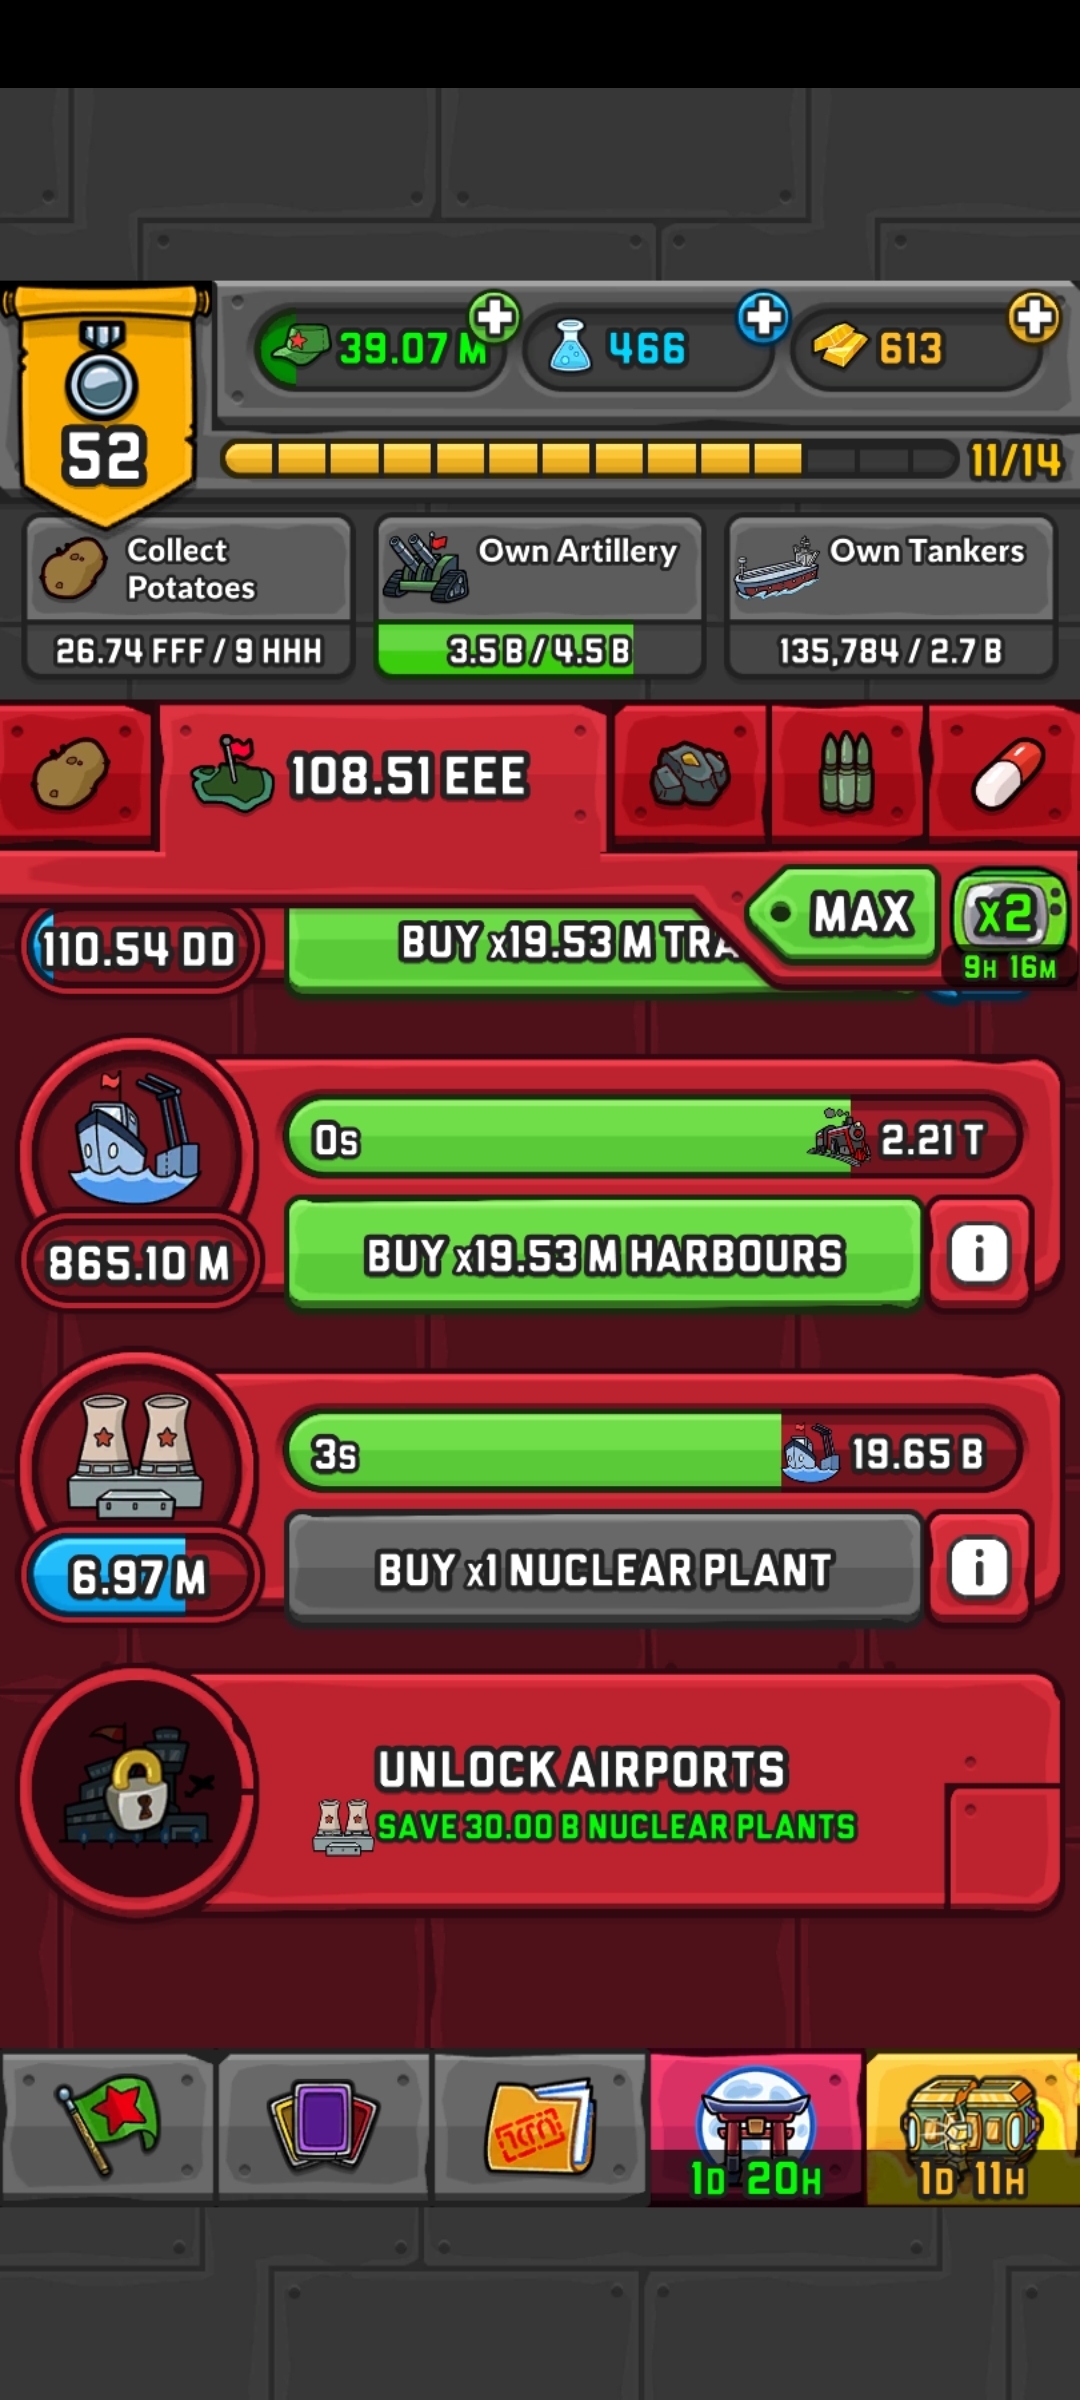 39.07 M
466
613
52
11/14
Collect
Potatoes
Own Artillery
Own Tankers
26.74 FFF / 9 HHH
3.5 B / 4.5 B
135,784 / 2.7 B
108.51 EEE
MAX
x2
9H 16M
110.54 DD
BUY x19.53 M TRA
0s
2.21 T
865.10 M
BUY x19.53 M HARBOURS
i
3s
19.65 B
6.97 M
BUY x1 NUCLEAR PLANT
i
UNLOCK AIRPORTS
SAVE 30.00 B NUCLEAR PLANTS
1D 20H
1D 11H